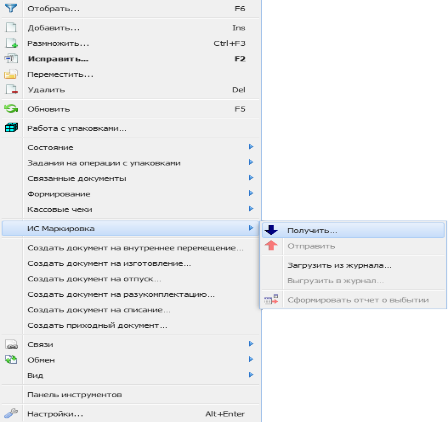 Отобрать... F6
Добавить... Ins
Размножить... Ctrl+F3
Исправить... F2
Переместить...
Удалить Del
Обновить F5
Работа с упаковками...
Состояние
Задания на операции с упаковками
Связанные документы
Формирование
Кассовые чеки
ИС Маркировка
Получить...
Отправить
Загрузить из журнала...
Выгрузить в журнал...
Сформировать отчет о выбытии
Создать документ на внутреннее перемещение...
Создать документ на изготовление...
Создать документ на отпуск...
Создать документ на разукомплектацию...
Создать документ на списание...
Создать приходный документ...
Связи
Обмен
Вид
Панель инструментов
Настройки... Alt+Enter